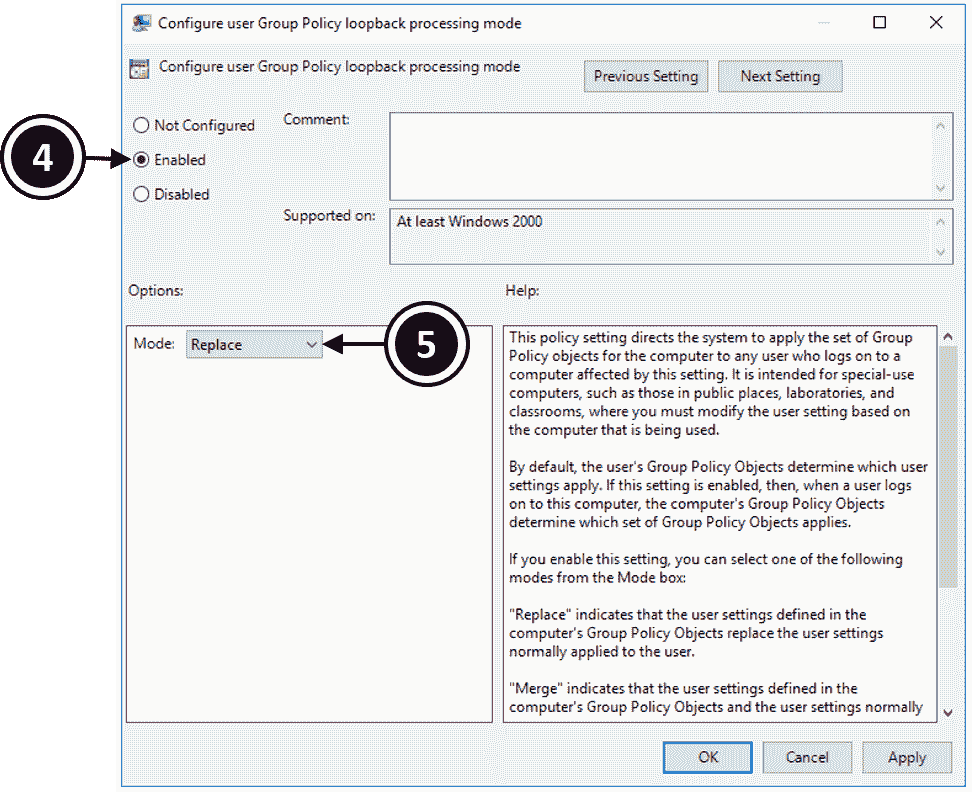 Configure user Group Policy loopback processing mode
Configure user Group Policy loopback processing mode
Previous Setting
Next Setting
Not Configured
Comment:
4
Enabled
Disabled
Supported on:
At least Windows 2000
Options:
Help:
Mode:
Replace
5
This policy setting directs the system to apply the set of Group
Policy objects for the computer to any user who logs on to a
computer affected by this setting. It is intended for special-use
computers, such as those in public places, laboratories, and
classrooms, where you must modify the user setting based on
the computer that is being used.
By default, the user's Group Policy Objects determine which user
settings apply. If this setting is enabled, then, when a user logs
on to this computer, the computer's Group Policy Objects
determine which set of Group Policy Objects applies.
If you enable this setting, you can select one of the following
modes from the Mode box:
"Replace" indicates that the user settings defined in the
computer's Group Policy Objects replace the user settings
normally applied to the user.
"Merge" indicates that the user settings defined in the
computer's Group Policy Objects and the user settings normally
OK
Cancel
Apply